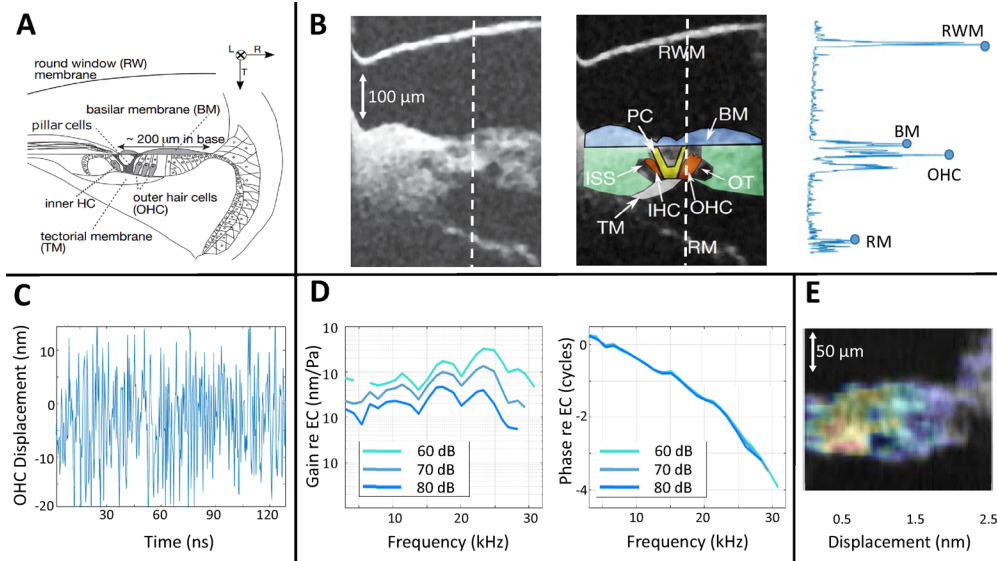 A
L
R
T
round window (RW)
membrane
basilar membrane (BM)
pillar cells
~ 200 µm in base
inner HC
outer hair cells
(OHC)
tectorial membrane
(TM)
B
100 µm
RWM
PC
BM
ISS
OT
TM
IHC
OHC
RM
RWM
BM
OHC
RM
C
OHC Displacement (nm)
10
0
-10
-20
30
60
90
120
Time (ns)
D
Gain re EC (nm/Pa)
10
10
10
10
60 dB
70 dB
80 dB
10
20
30
Frequency (kHz)
Phase re EC (cycles)
0
-2
-4
60 dB
70 dB
80 dB
10
20
30
Frequency (kHz)
E
50 µm
0.5
1.5
2.5
Displacement (nm)